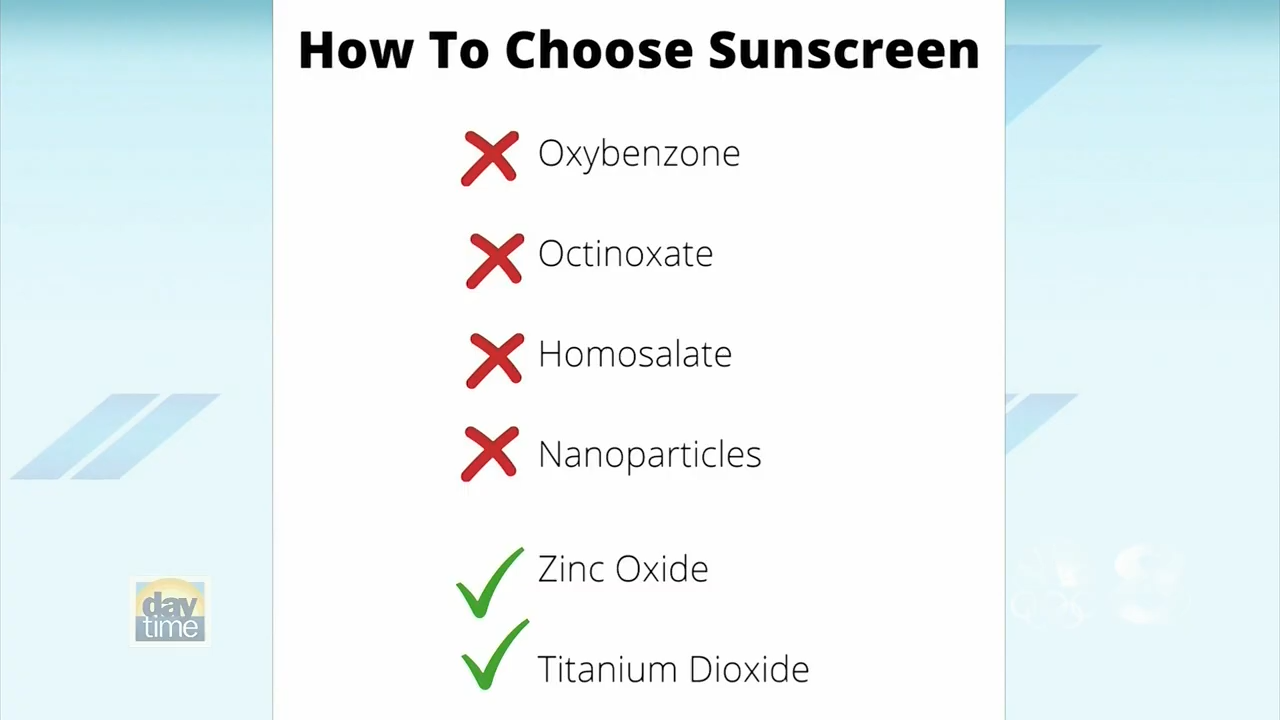 How To Choose Sunscreen
Oxybenzone
Octinoxate
Homosalate
Nanoparticles
Zinc Oxide
Titanium Dioxide
day
time